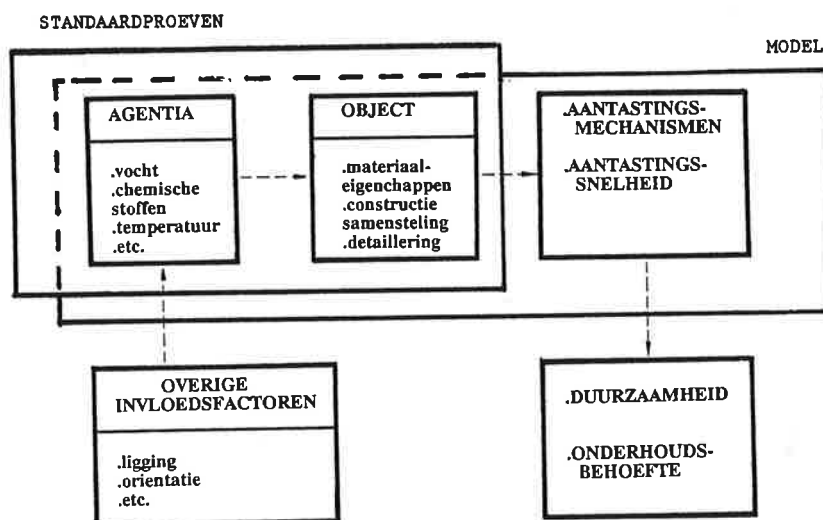 STANDAARDPROEVEN
MODEL
AGENTIA
.vocht
.chemische
stoffen
.temperatuur
.etc.
OBJECT
.materiaal-
eigenschappen
.constructie
samensteling
.detaillering
.AANTASTINGS-
MECHANISMEN
.AANTASTINGS-
SNELHEID
OVERIGE
INVLOEDSFACTOREN
.ligging
.orientatie
.etc.
.DUURZAAMHEID
.ONDERHOUDS-
BEHOEFTE